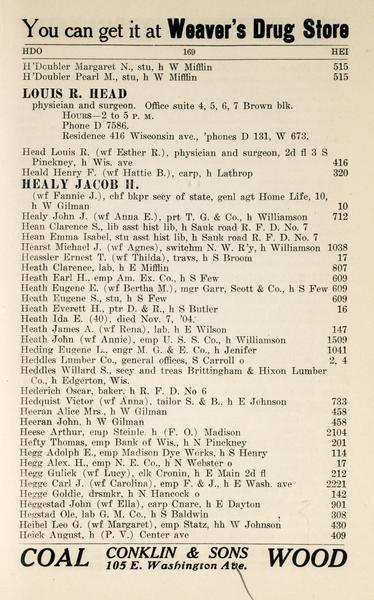 You can get it at Weaver's Drug Store
HDO 169 HEI
H'Doubler Margaret N., stu, h W Mifflin 515
H'Doubler Pearl M., stu, h W Mifflin 515
LOUIS R. HEAD
physician and surgeon. Office suite 4, 5, 6, 7 Brown blk.
HOURS—2 to 5 P. M.
Phone D 7586.
Residence 416 Wisconsin ave., 'phones D 131, W 673.
Head Louis R. (wf Esther R.), physician and surgeon, 2d fl 3 S
Pinckney, h Wis. ave 416
Heald Henry F. (wf Hattie B.), carp, h Lathrop 320
HEALY JACOB H.
(wf Fannie J.), chf bkpr secy of state, genl agt Home Life, 10,
h W Gilman 10
Healy John J. (wf Anna E.), prt T. G. & Co., h Williamson 712
Hean Clarence S., lib asst hist lib, h Sauk road R. F. D. No. 7
Hean Emma Isabel, stu asst hist lib, h Sauk road R. F. D. No. 7
Hearst Michael J. (wf Agnes), switchm N. W. R'y, h Williamson 1038
Heassler Ernest T. (wf Thilda), travs, h S Broom 17
Heath Clarence, lab, h E Mifflin 807
Heath Earl H., emp Am. Ex. Co., h S Few 609
Heath Eugene E. (wf Bertha M.), mgr Garr, Scott & Co., h S Few 609
Heath Eugene S., stu, h S Few 609
Heath Everett H., ptr D. & R., h S Butler 16
Heath Ida E. (40), died Nov. 7, '04.
Heath James A. (wf Rena), lab, h E Wilson 147
Heath John (wf Annie), emp U. S. S. Co., h Williamson 1509
Heding Eugene L., engr M. G. & E. Co., h Jenifer 1041
Heddles Lumber Co., general offices, S Carroll o 2, 4
Heddles Willard S., secy and treas Brittingham & Hixon Lumber
Co., h Edgerton, Wis.
Hederich Oscar, baker, h R. F. D. No 6
Hedquist Victor (wf Anna), tailor S. & B., h E Johnson 733
Heeran Alice Mrs., h W Gilman 458
Heeran John, h W Gilman 458
Heese Arthur, emp Steinle, h (F. O.) Madison 2104
Hefty Thomas, emp Bank of Wis., h N Pinckney 201
Hegg Adolph E., emp Madison Dye Works, h S Henry 114
Hegg Alex. H., emp N. E. Co., h N Webster o 17
Hegg Guliek (wf Lucy), elk Cronin, h E Main 2d fl 212
Hegge Carl J. (wf Carolina), emp F. & J., h E Wash. ave 2221
Hegge Goldie, drsmkr, h N Hancock o 142
Heggestad John (wf Ella), carp Cnare, h E Dayton 901
Hegstad Ole, lab G. M. Co., h S Baldwin 308
Heibel Leo G. (wf Margaret), emp Statz, hh W Johnson 430
Heick August, h (P. V.) Center ave 409
COAL CONKLIN & SONS WOOD
105 E. Washington Ave.